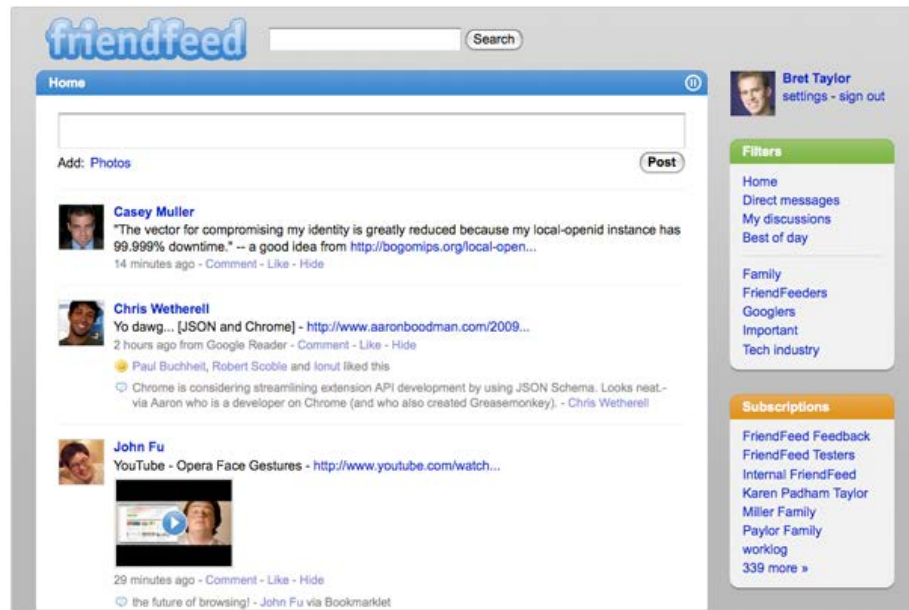 friendfeed
Search
Home
Bret Taylor
settings - sign out
Add: Photos
Post
Casey Muller
"The vector for compromising my identity is greatly reduced because my local-openid instance has
99.999% downtime." -- a good idea from http://bogomips.org/local-open...
14 minutes ago - Comment - Like - Hide
Chris Wetherell
Yo dawg... [JSON and Chrome] - http://www.aaronboodman.com/2009...
2 hours ago from Google Reader - Comment - Like - Hide
Paul Buchheit, Robert Scoble and Ionut liked this
Chrome is considering streamlining extension API development by using JSON Schema. Looks neat.-
via Aaron who is a developer on Chrome (and who also created Greasemonkey). - Chris Wetherell
John Fu
YouTube - Opera Face Gestures - http://www.youtube.com/watch...
29 minutes ago - Comment - Like - Hide
the future of browsing! - John Fu via Bookmarklet
Filters
Home
Direct messages
My discussions
Best of day
Family
FriendFeeders
Googlers
Important
Tech industry
Subscriptions
FriendFeed Feedback
FriendFeed Testers
Internal FriendFeed
Karen Padham Taylor
Miller Family
Paylor Family
worklog
339 more »